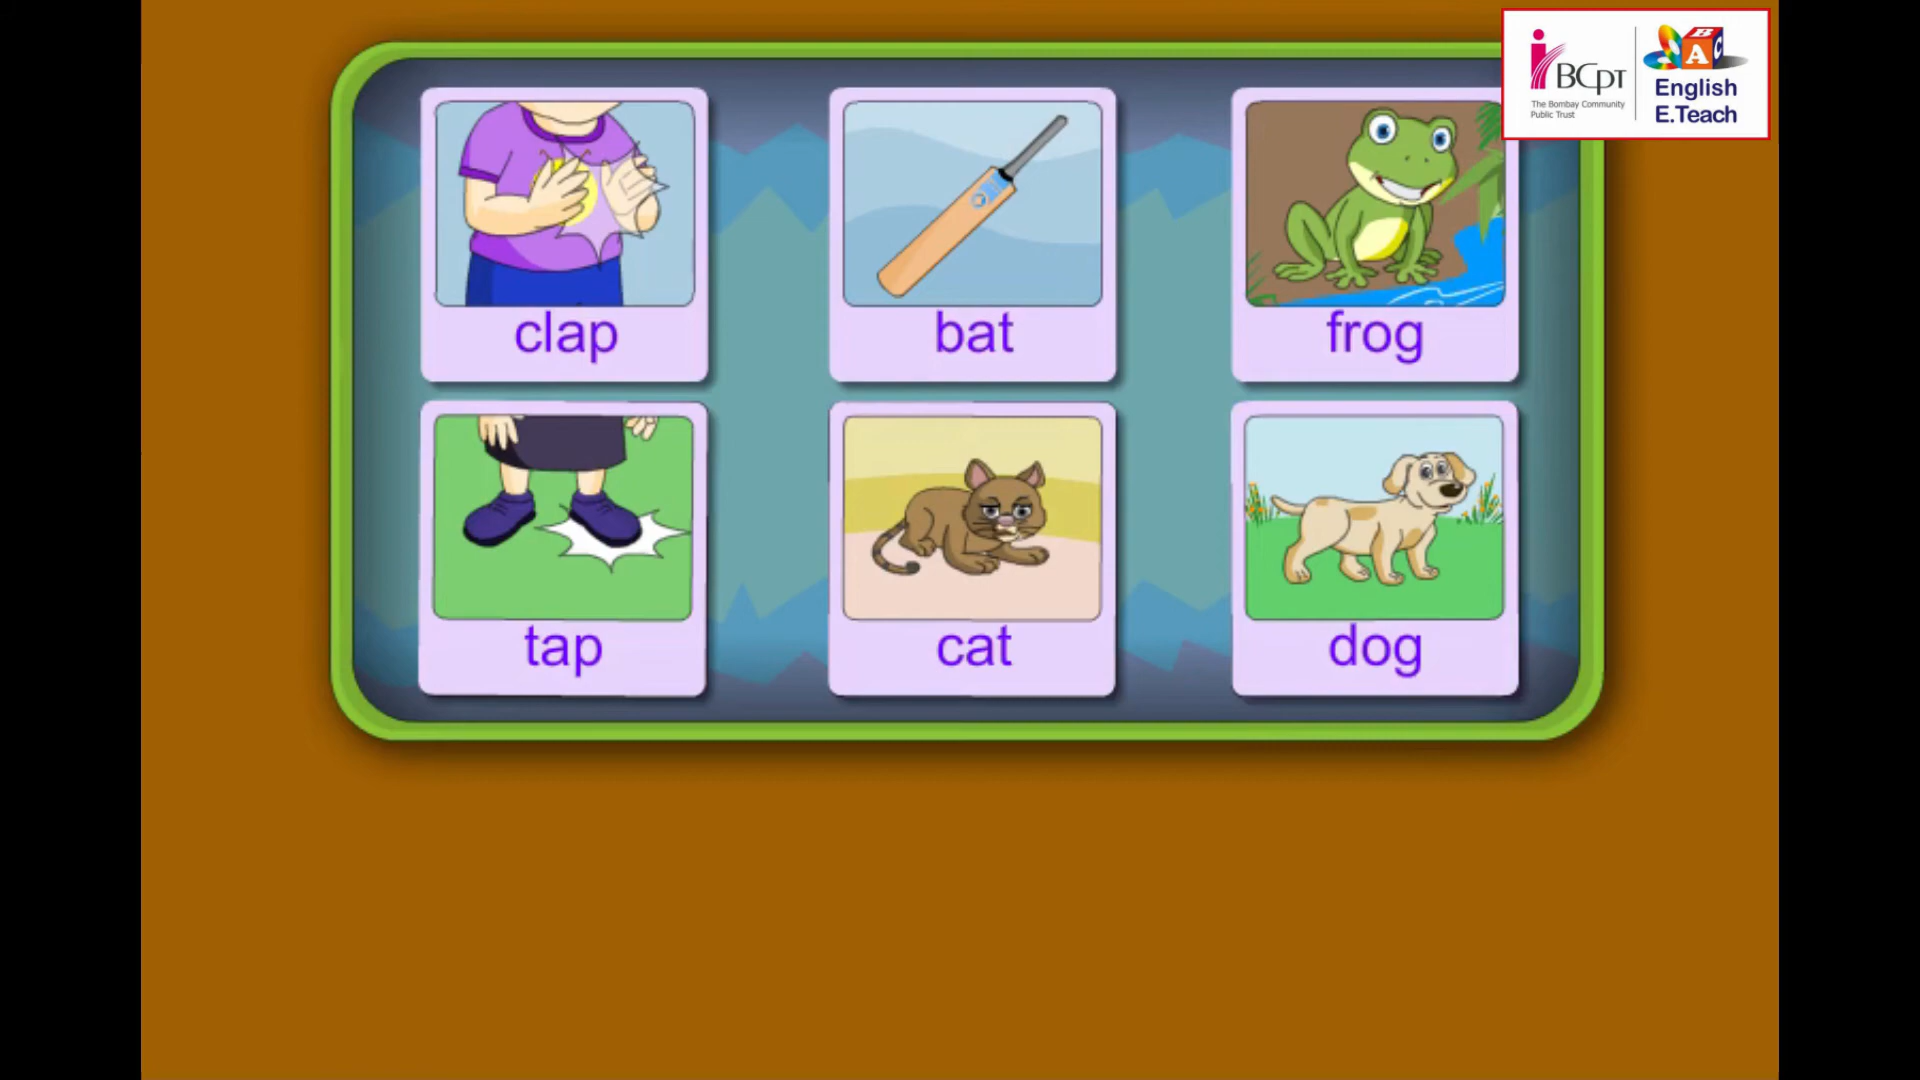 BCPT
The Bombay Community
Public Trust
B
A
C
English
E.Teach
clap
bat
frog
tap
cat
dog